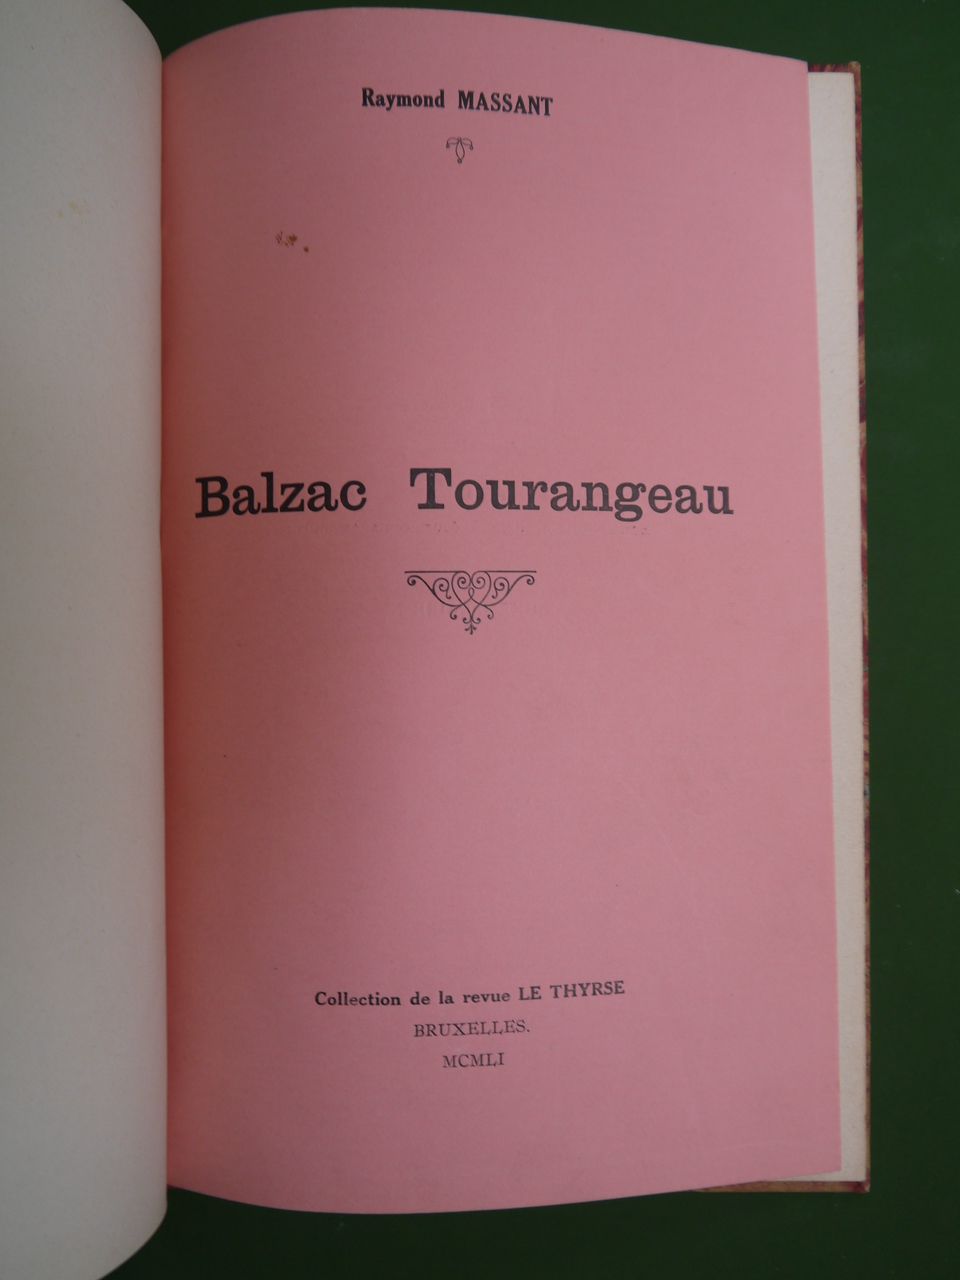 Raymond MASSANT
Balzac Tourangeau
Collection de la revue LE THYRSE
BRUXELLES.
MCMLI